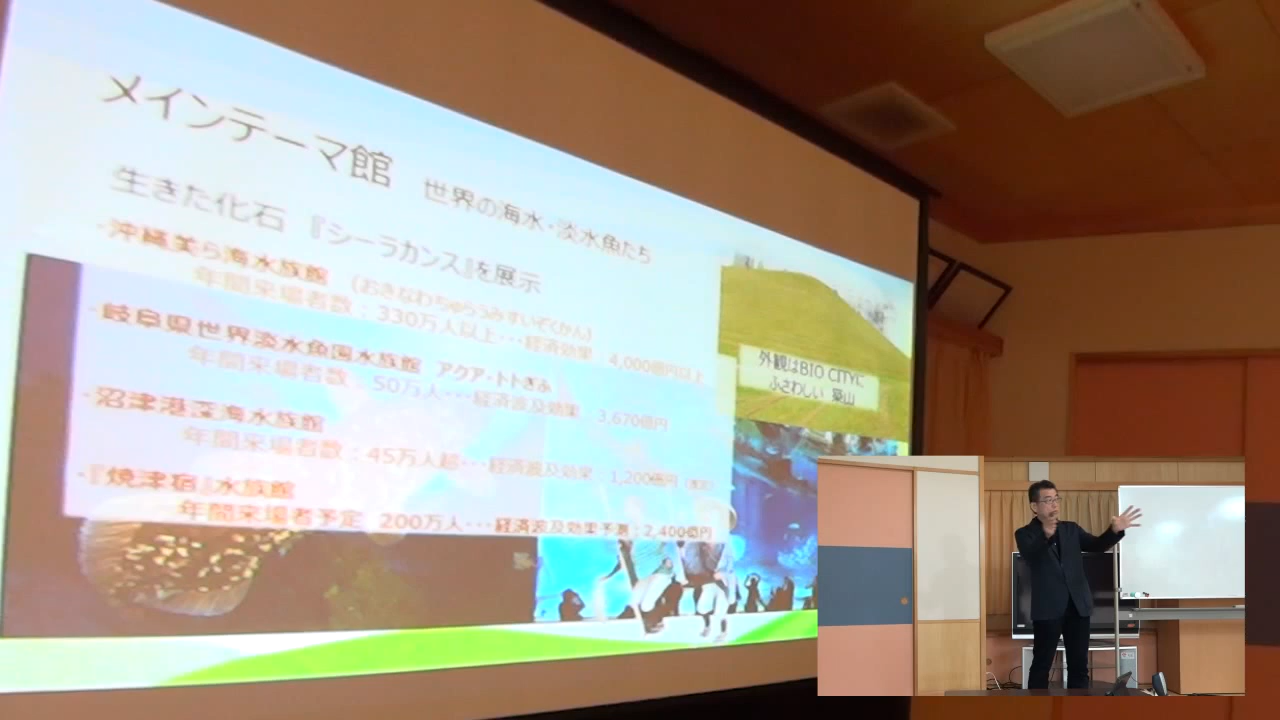 メインテーマ館 世界の海水・淡水魚たち
生きた化石 『シーラカンス』を展示
・沖縄美ら海水族館 (おきなわちゅらうみすいぞくかん)
年間来場者数:330万人以上・・・経済効果 4,000億円以上
・岐阜県世界淡水魚園水族館 アクア・トトぎふ
年間来場者数:50万人・・・経済波及効果 3,670億円
・沼津港深海水族館
年間来場者数:45万人超・・・経済波及効果:1,200億円
・『焼津宿』水族館
年間来場者予定 200万人・・・経済波及効果予測:2,400億円
外観はBIO CITYに
ふさわしい 築山